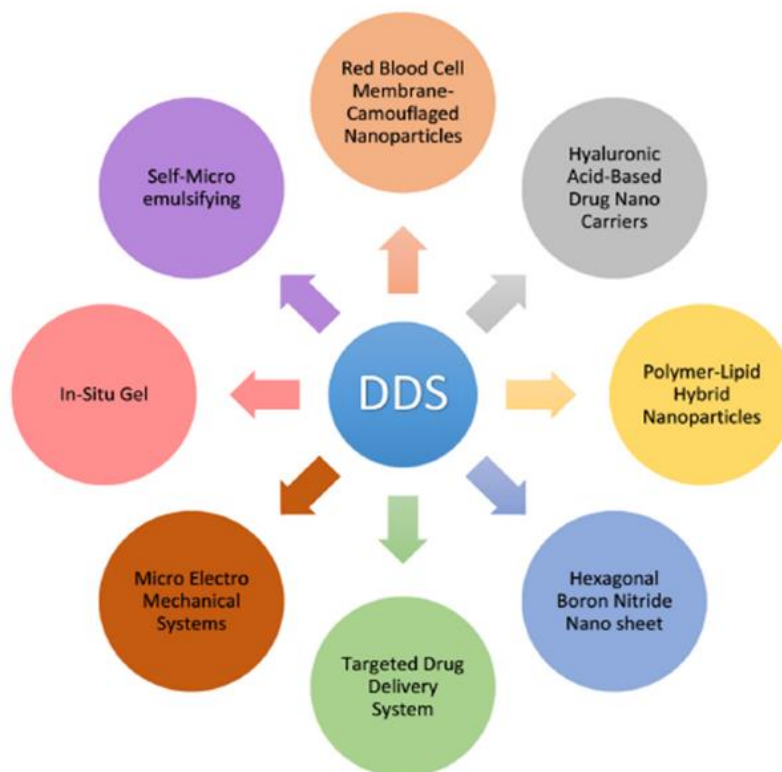 Red Blood Cell
Membrane-
Camouflaged
Nanoparticles
Hyaluronic
Acid-Based
Drug Nano
Carriers
Polymer-Lipid
Hybrid
Nanoparticles
Hexagonal
Boron Nitride
Nano sheet
Targeted Drug
Delivery
System
Micro Electro
Mechanical
Systems
In-Situ Gel
Self-Micro
emulsifying
DDS